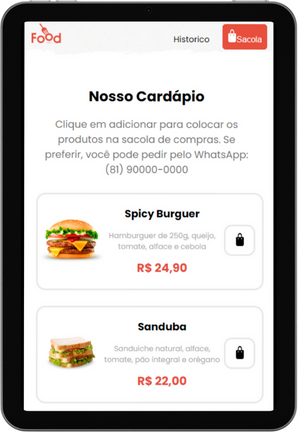 Food
Historico
Sacola
Nosso Cardápio
Clique em adicionar para colocar os
produtos na sacola de compras. Se
preferir, você pode pedir pelo WhatsApp:
(81) 90000-0000
Spicy Burguer
Hamburguer de 250g, queijo,
tomate, alface e cebola
R$ 24,90
Sanduba
Sanduiche natural, alface,
tomate, pão integral e orégano
R$ 22,00